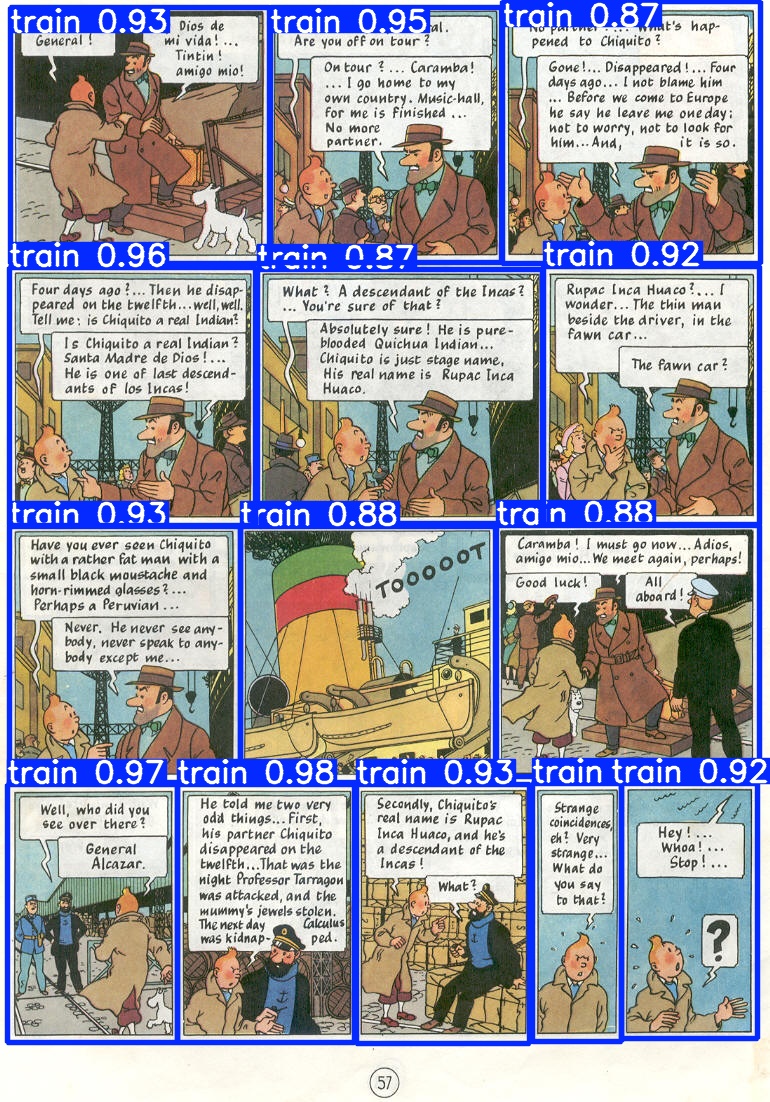 train 0.93
General!
Dios de
mi vida!...
Tintin!
amigo mio!
train 0.95
Are you off on tour?
On tour?... Caramba!
...I go home to my
own country. Music-hall,
for me is finished...
No more
partner.
train 0.87
What's hap-
pened to Chiquito?
Gone!... Disappeared!... Four
days ago... I not blame him
... Before we come to Europe
he say he leave me one day;
not to worry, not to look for
him... And, it is so.
train 0.96
Four days ago?... Then he disap-
peared on the twelfth... well, well.
Tell me: is Chiquito a real Indian?
Is Chiquito a real Indian?
Santa Madre de Dios!...
He is one of last descend-
ants of los Incas!
train 0.87
What? A descendant of the Incas?
... You're sure of that?
Absolutely sure! He is pure-
blooded Quichua Indian...
Chiquito is just stage name,
His real name is Rupac Inca
Huaco.
train 0.92
Rupac Inca Huaco?... I
wonder... The thin man
beside the driver, in the
fawn car...
The fawn car?
train 0.93
Have you ever seen Chiquito
with a rather fat man with a
small black moustache and
horn-rimmed glasses?...
Perhaps a Peruvian...
Never. He never see any-
body, never speak to any-
body except me...
train 0.88
TOOOOOT
train 0.88
Caramba! I must go now... Adios,
amigo mio... We meet again, perhaps!
Good luck!
All
aboard!
train 0.97
Well, who did you
see over there?
General
Alcazar.
train 0.98
He told me two very
odd things... First,
his partner Chiquito
disappeared on the
twelfth... That was the
night Professor Tarragon
was attacked, and the
mummy's jewels stolen.
The next day Calculus
was kidnap- ped.
train 0.93
Secondly, Chiquito's
real name is Rupac
Inca Huaco, and he's
a descendant of the
Incas!
What?
train
Strange
coincidences,
eh? Very
strange...
What do
you say
to that?
train 0.92
Hey!...
Whoa!...
Stop!...
?
57